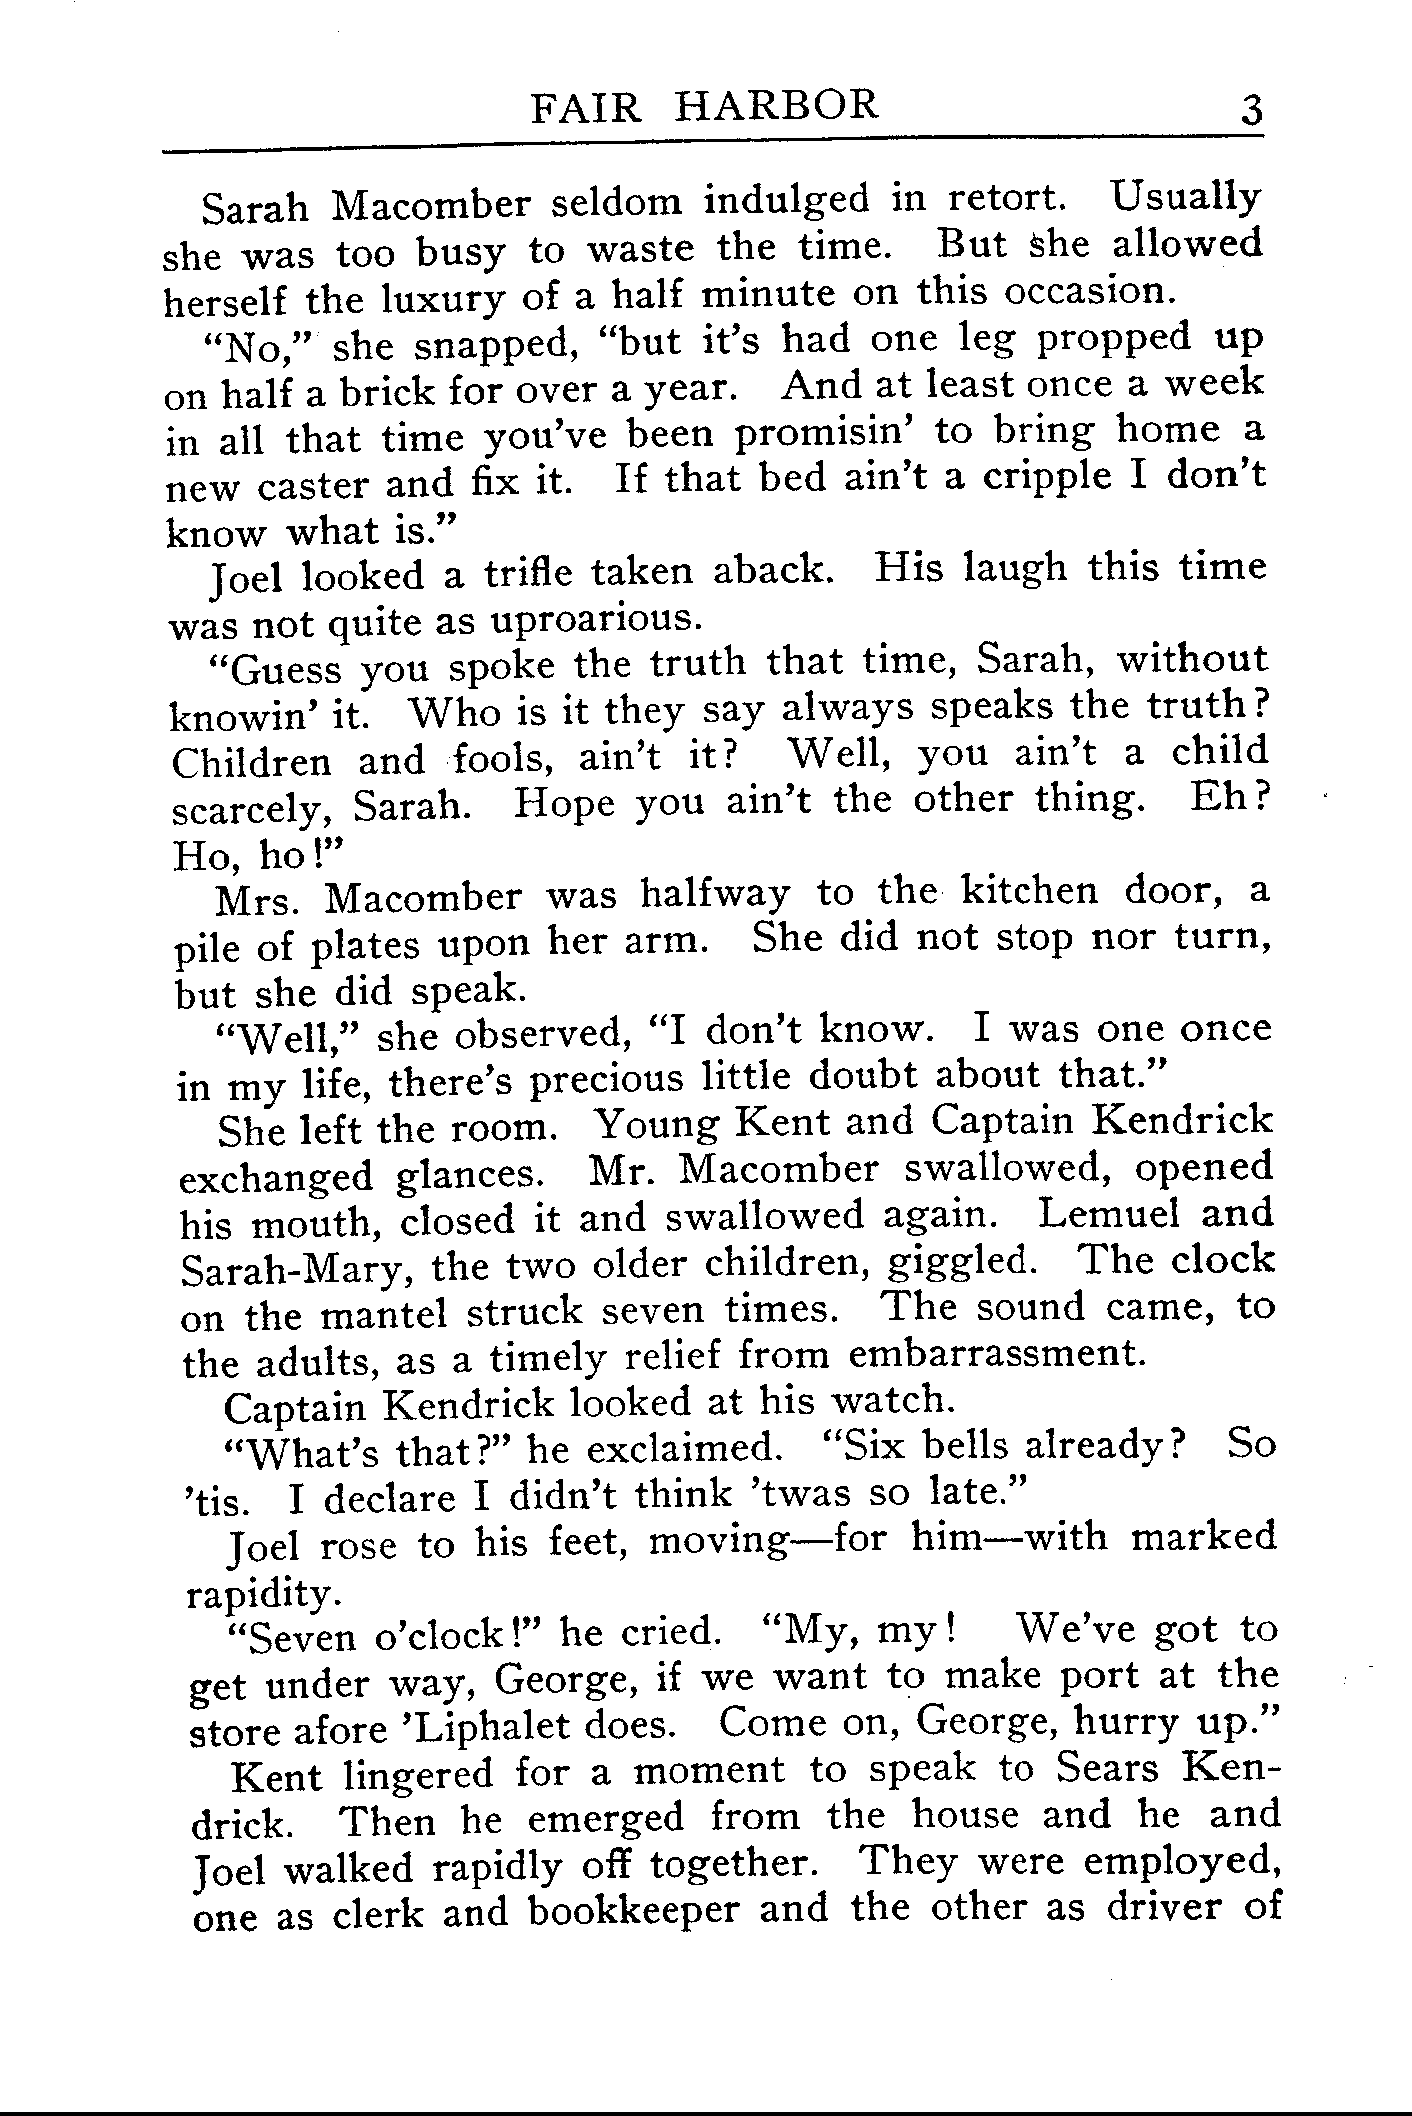 FAIR HARBOR 3
Sarah Macomber seldom indulged in retort. Usually
she was too busy to waste the time. But she allowed
herself the luxury of a half minute on this occasion.
“No,” she snapped, “but it’s had one leg propped up
on half a brick for over a year. And at least once a week
in all that time you’ve been promisin’ to bring home a
new caster and fix it. If that bed ain’t a cripple I don’t
know what is.”
Joel looked a trifle taken aback. His laugh this time
was not quite as uproarious.
“Guess you spoke the truth that time, Sarah, without
knowin’ it. Who is it they say always speaks the truth?
Children and fools, ain’t it? Well, you ain’t a child
scarcely, Sarah. Hope you ain’t the other thing. Eh?
Ho, ho!”
Mrs. Macomber was halfway to the kitchen door, a
pile of plates upon her arm. She did not stop nor turn,
but she did speak.
“Well,” she observed, “I don’t know. I was one once
in my life, there’s precious little doubt about that.”
She left the room. Young Kent and Captain Kendrick
exchanged glances. Mr. Macomber swallowed, opened
his mouth, closed it and swallowed again. Lemuel and
Sarah-Mary, the two older children, giggled. The clock
on the mantel struck seven times. The sound came, to
the adults, as a timely relief from embarrassment.
Captain Kendrick looked at his watch.
“What’s that?” he exclaimed. “Six bells already? So
’tis. I declare I didn’t think ’twas so late.”
Joel rose to his feet, moving—for him—with marked
rapidity.
“Seven o’clock!” he cried. “My, my! We’ve got to
get under way, George, if we want to make port at the
store afore ’Liphalet does. Come on, George, hurry up.”
Kent lingered for a moment to speak to Sears Ken-
drick. Then he emerged from the house and he and
Joel walked rapidly off together. They were employed,
one as clerk and bookkeeper and the other as driver of